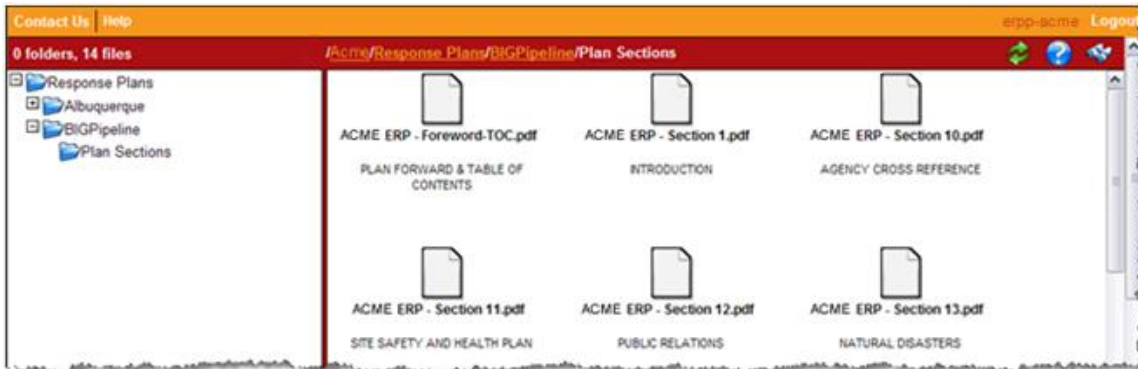 Contact Us Help erpp-acme Logout
0 folders, 14 files /Acme/Response Plans/BIGPipeline/Plan Sections
Response Plans
Albuquerque
BIGPipeline
Plan Sections
ACME ERP - Foreword-TOC.pdf
PLAN FORWARD & TABLE OF
CONTENTS
ACME ERP - Section 1.pdf
INTRODUCTION
ACME ERP - Section 10.pdf
AGENCY CROSS REFERENCE
ACME ERP - Section 11.pdf
SITE SAFETY AND HEALTH PLAN
ACME ERP - Section 12.pdf
PUBLIC RELATIONS
ACME ERP - Section 13.pdf
NATURAL DISASTERS